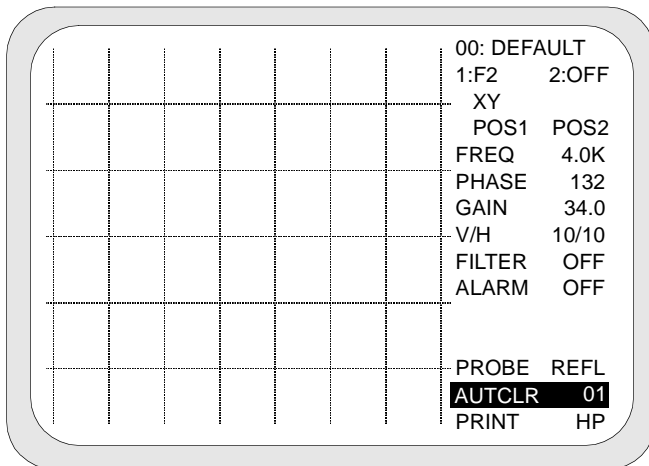 00: DEFAULT
1:F2 2:OFF
XY
POS1 POS2
FREQ 4.0K
PHASE 132
GAIN 34.0
V/H 10/10
FILTER OFF
ALARM OFF
PROBE REFL
AUTCLR 01
PRINT HP